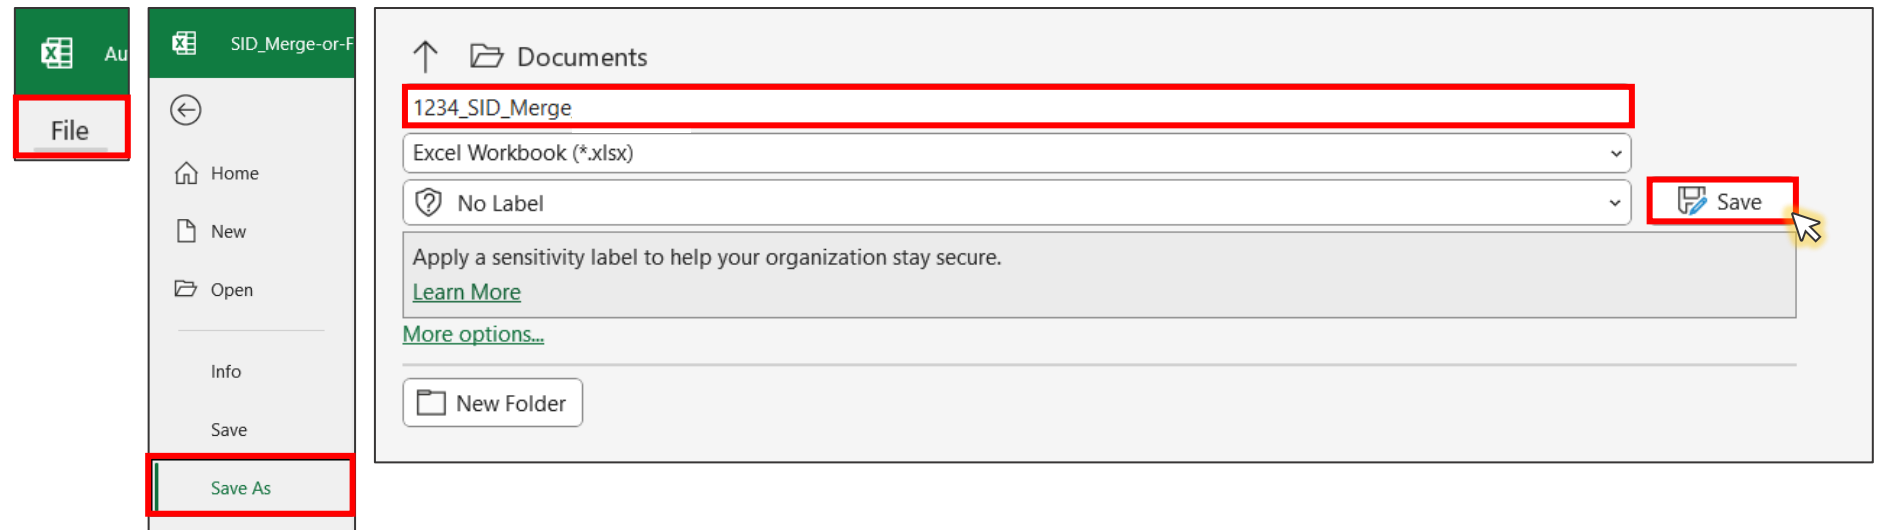 Au
File
SID_Merge-or-F
Home
New
Open
Info
Save
Save As
Documents
1234_SID_Merge
Excel Workbook (*.xlsx)
No Label
Save
Apply a sensitivity label to help your organization stay secure.
Learn More
More options...
New Folder